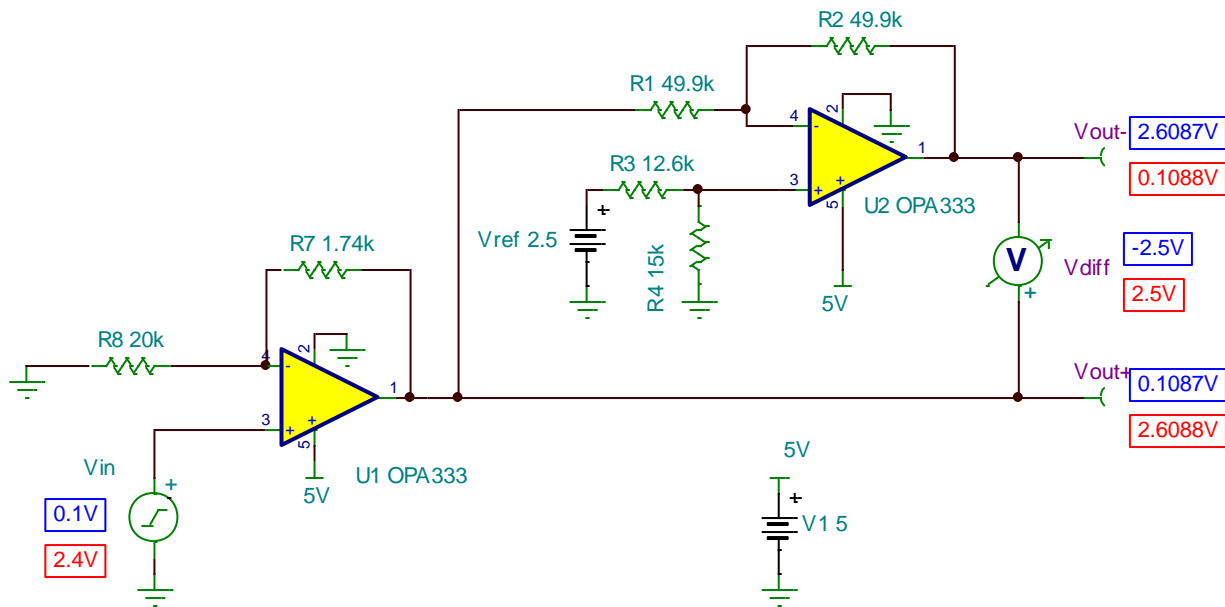 R2 49.9k
R1 49.9k
2
4
-
1
Vout-
2.6087V
0.1088V
R3 12.6k
3
+
+
5
U2 OPA333
+
Vref 2.5
R4 15k
5V
V
+
Vdiff
-2.5V
2.5V
R7 1.74k
R8 20k
2
4
-
1
Vout+
0.1087V
2.6088V
3
+
+
5
U1 OPA333
5V
Vin
+
0.1V
2.4V
5V
+
V1 5